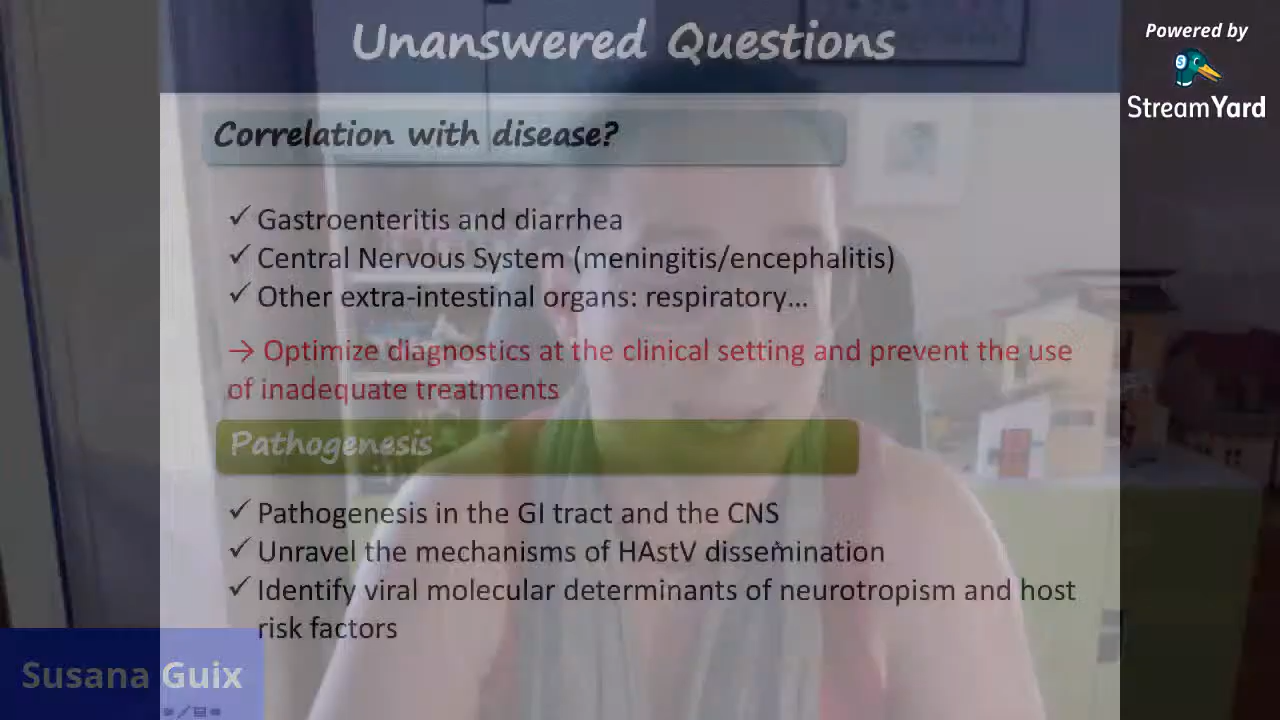 Unanswered Questions
Powered by
StreamYard
Correlation with disease?
✓ Gastroenteritis and diarrhea
✓ Central Nervous System (meningitis/encephalitis)
✓ Other extra-intestinal organs: respiratory...
→ Optimize diagnostics at the clinical setting and prevent the use
of inadequate treatments
Pathogenesis
✓ Pathogenesis in the GI tract and the CNS
✓ Unravel the mechanisms of HAstV dissemination
✓ Identify viral molecular determinants of neurotropism and host
risk factors
Susana Guix